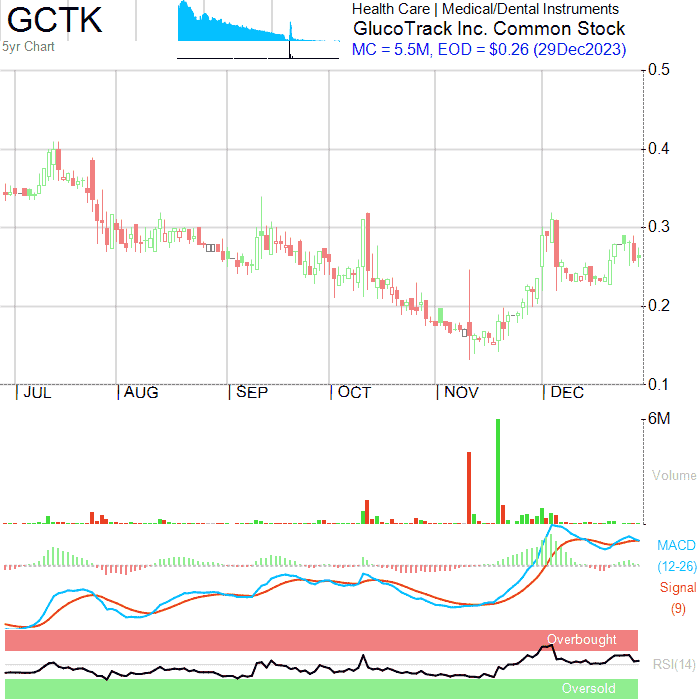 GCTK
5yr Chart
Health Care | Medical/Dental Instruments
GlucoTrack Inc. Common Stock
MC = 5.5M, EOD = $0.26 (29Dec2023)
0.5
0.4
0.3
0.2
0.1
JUL AUG SEP OCT NOV DEC
6M
Volume
MACD
(12-26)
Signal
(9)
Overbought
RSI(14)
Oversold